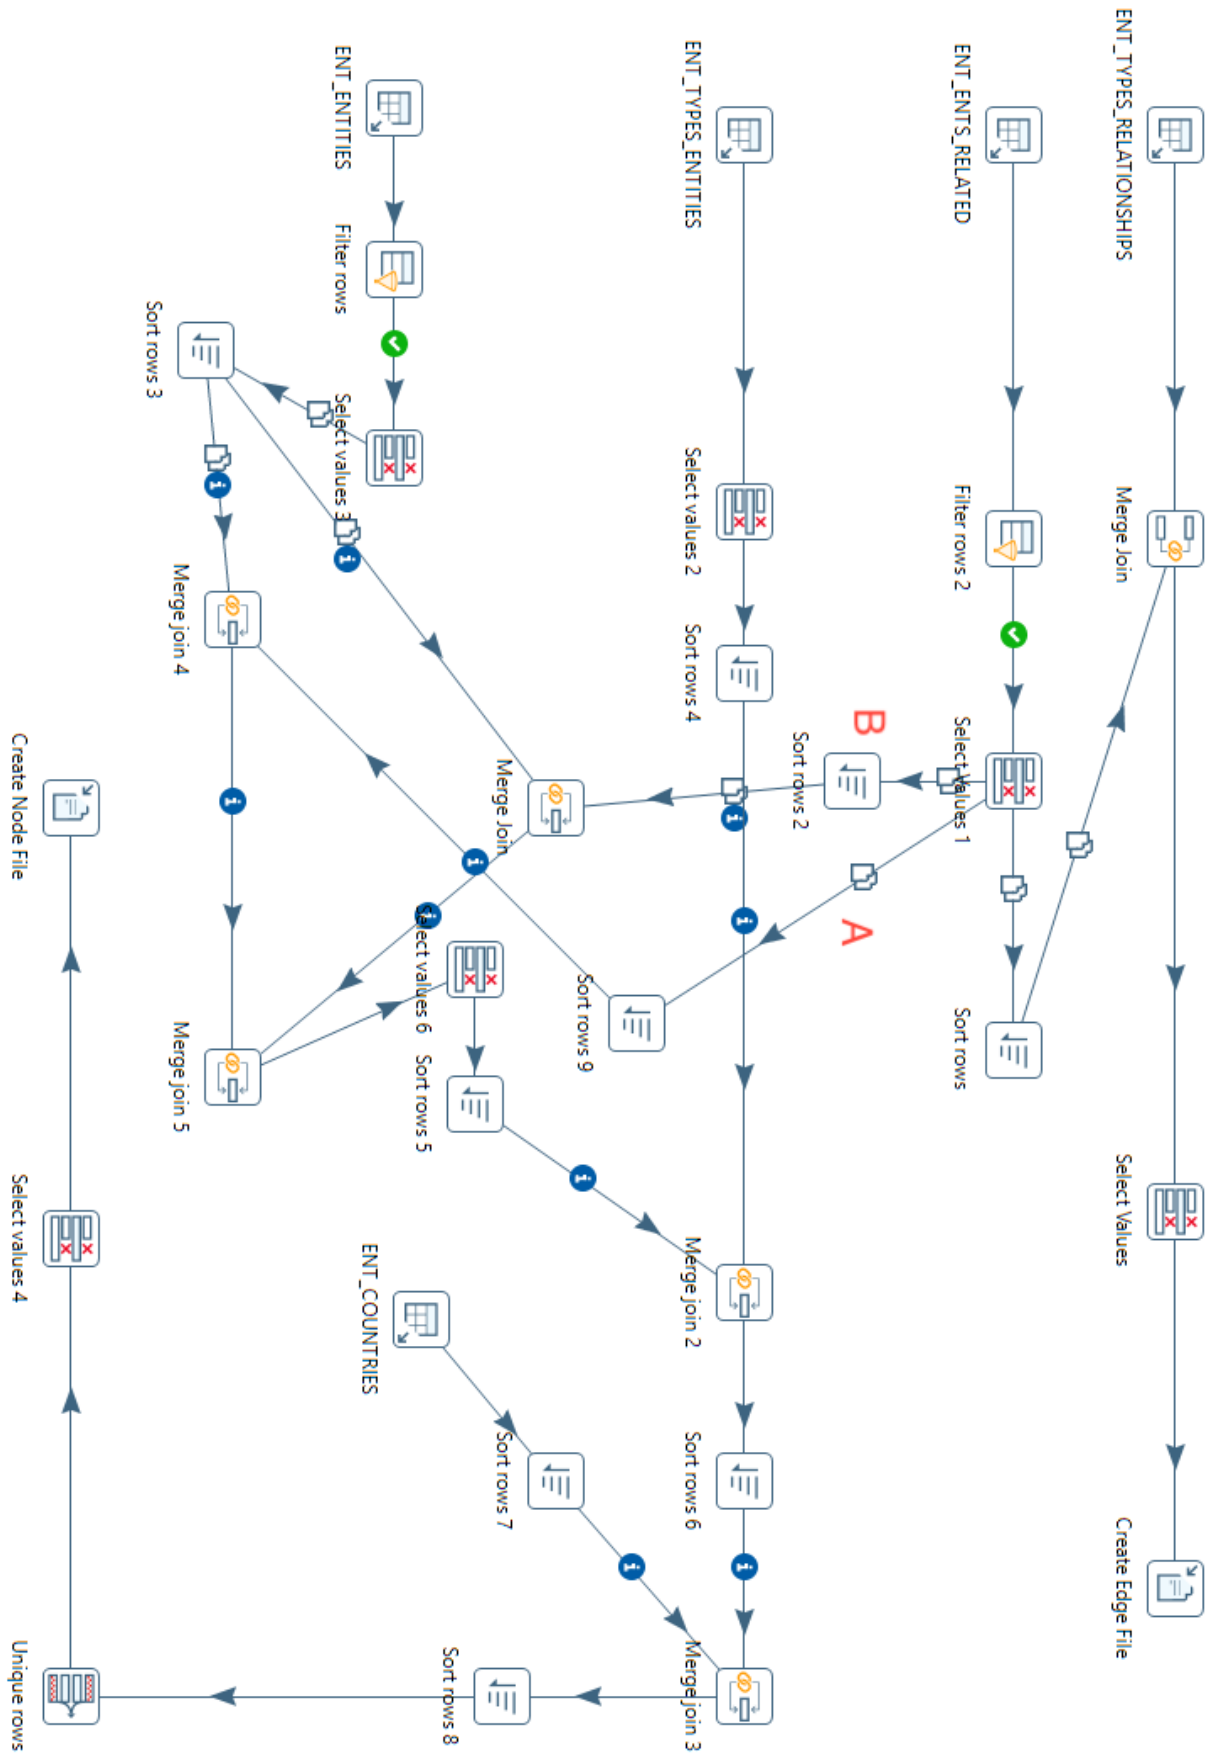 ENT_TYPES_RELATIONSHIPS
Merge Join
Select Values
Create Edge File
ENT_ENTS_RELATED
Filter rows 2
Select Values 1
Sort rows
A
B
Sort rows 2
ENT_TYPES_ENTITIES
Select values 2
Sort rows 4
Merge join 2
Sort rows 6
Merge join 3
Sort rows 9
Merge Join
Sort rows 7
ENT_ENTITIES
Filter rows
Select values 3
Select values 6
Sort rows 5
ENT_COUNTRIES
Sort rows 8
Sort rows 3
Merge join 4
Merge join 5
Create Node File
Select values 4
Unique rows